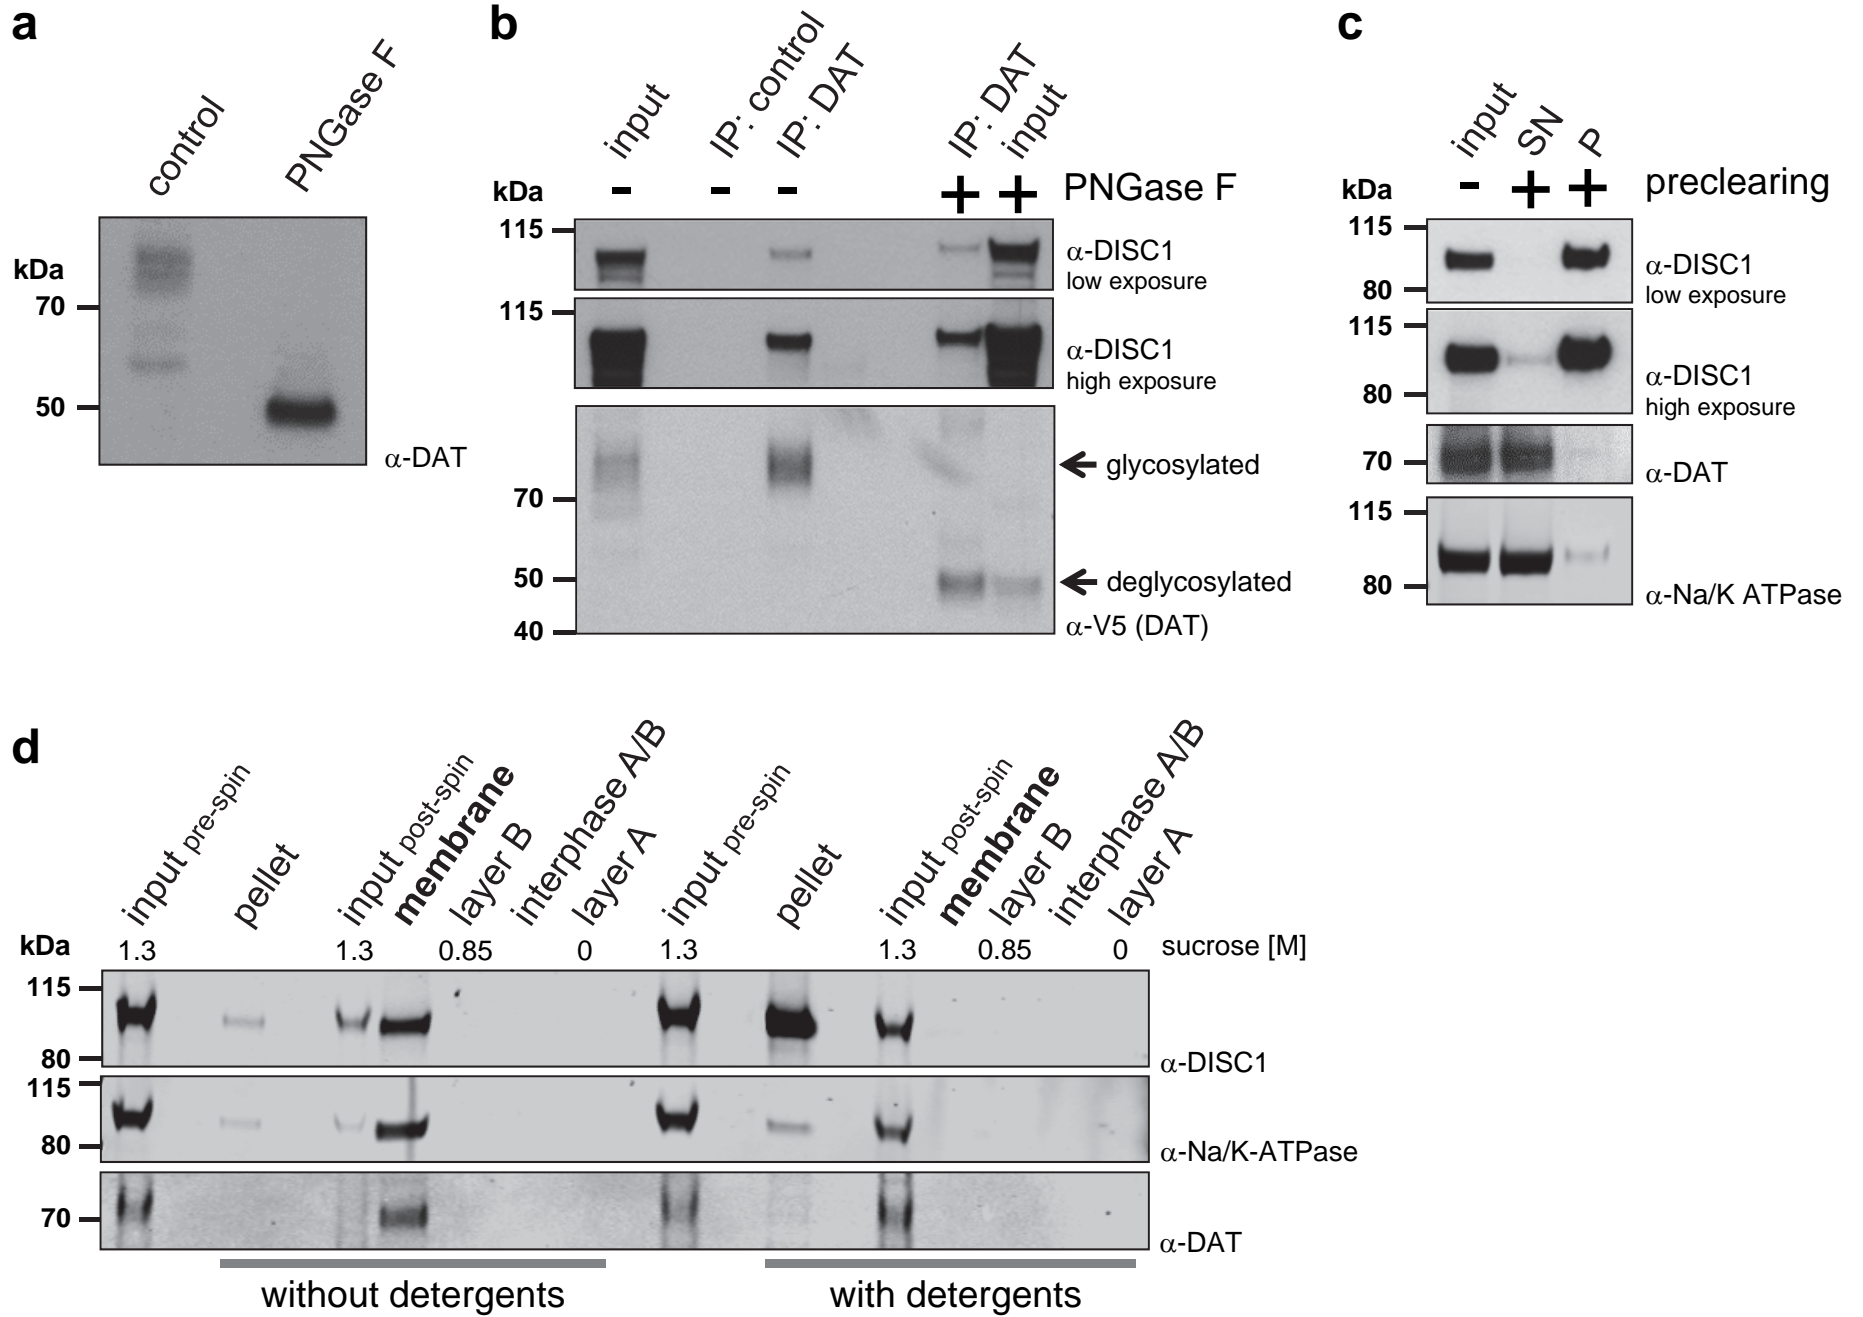 a
control
PNGase F
kDa
70
50
α-DAT
b
input
IP: control
IP: DAT
IP: DAT
input
kDa
- - - + + PNGase F
115
α-DISC1
low exposure
115
α-DISC1
high exposure
glycosylated
70
50
deglycosylated
40
α-V5 (DAT)
c
input
SN
P
kDa
- + + preclearing
115
80
α-DISC1
low exposure
115
80
α-DISC1
high exposure
70
α-DAT
115
80
α-Na/K ATPase
d
input pre-spin
pellet
input post-spin
membrane
layer B
interphase A/B
layer A
input pre-spin
pellet
input post-spin
membrane
layer B
interphase A/B
layer A
kDa
1.3 1.3 0.85 0 1.3 1.3 0.85 0 sucrose [M]
115
80
α-DISC1
115
80
α-Na/K-ATPase
70
α-DAT
without detergents
with detergents